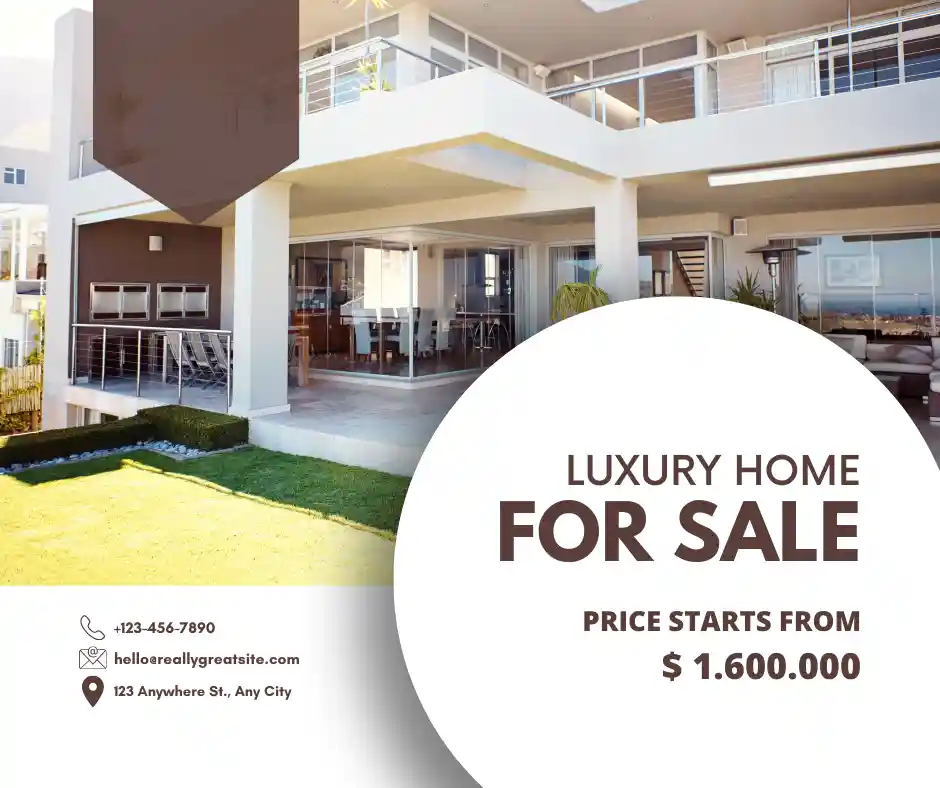 LUXURY HOME
FOR SALE
PRICE STARTS FROM
$ 1.600.000
+123-456-7890
hello@reallygreatsite.com
123 Anywhere St., Any City